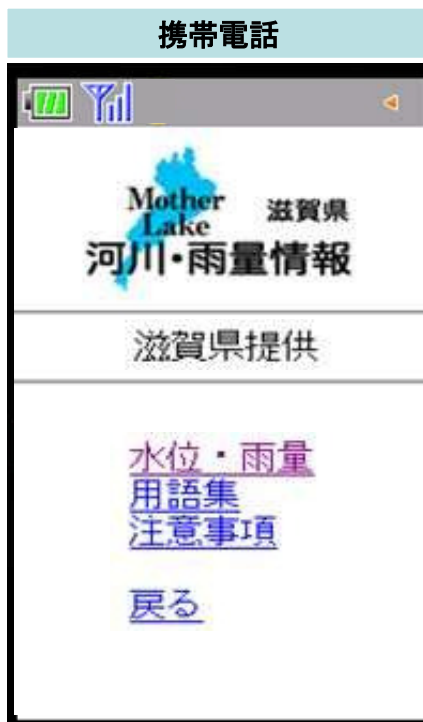 携帯電話
Mother
Lake
滋賀県
河川・雨量情報
滋賀県提供
水位・雨量
用語集
注意事項
戻る